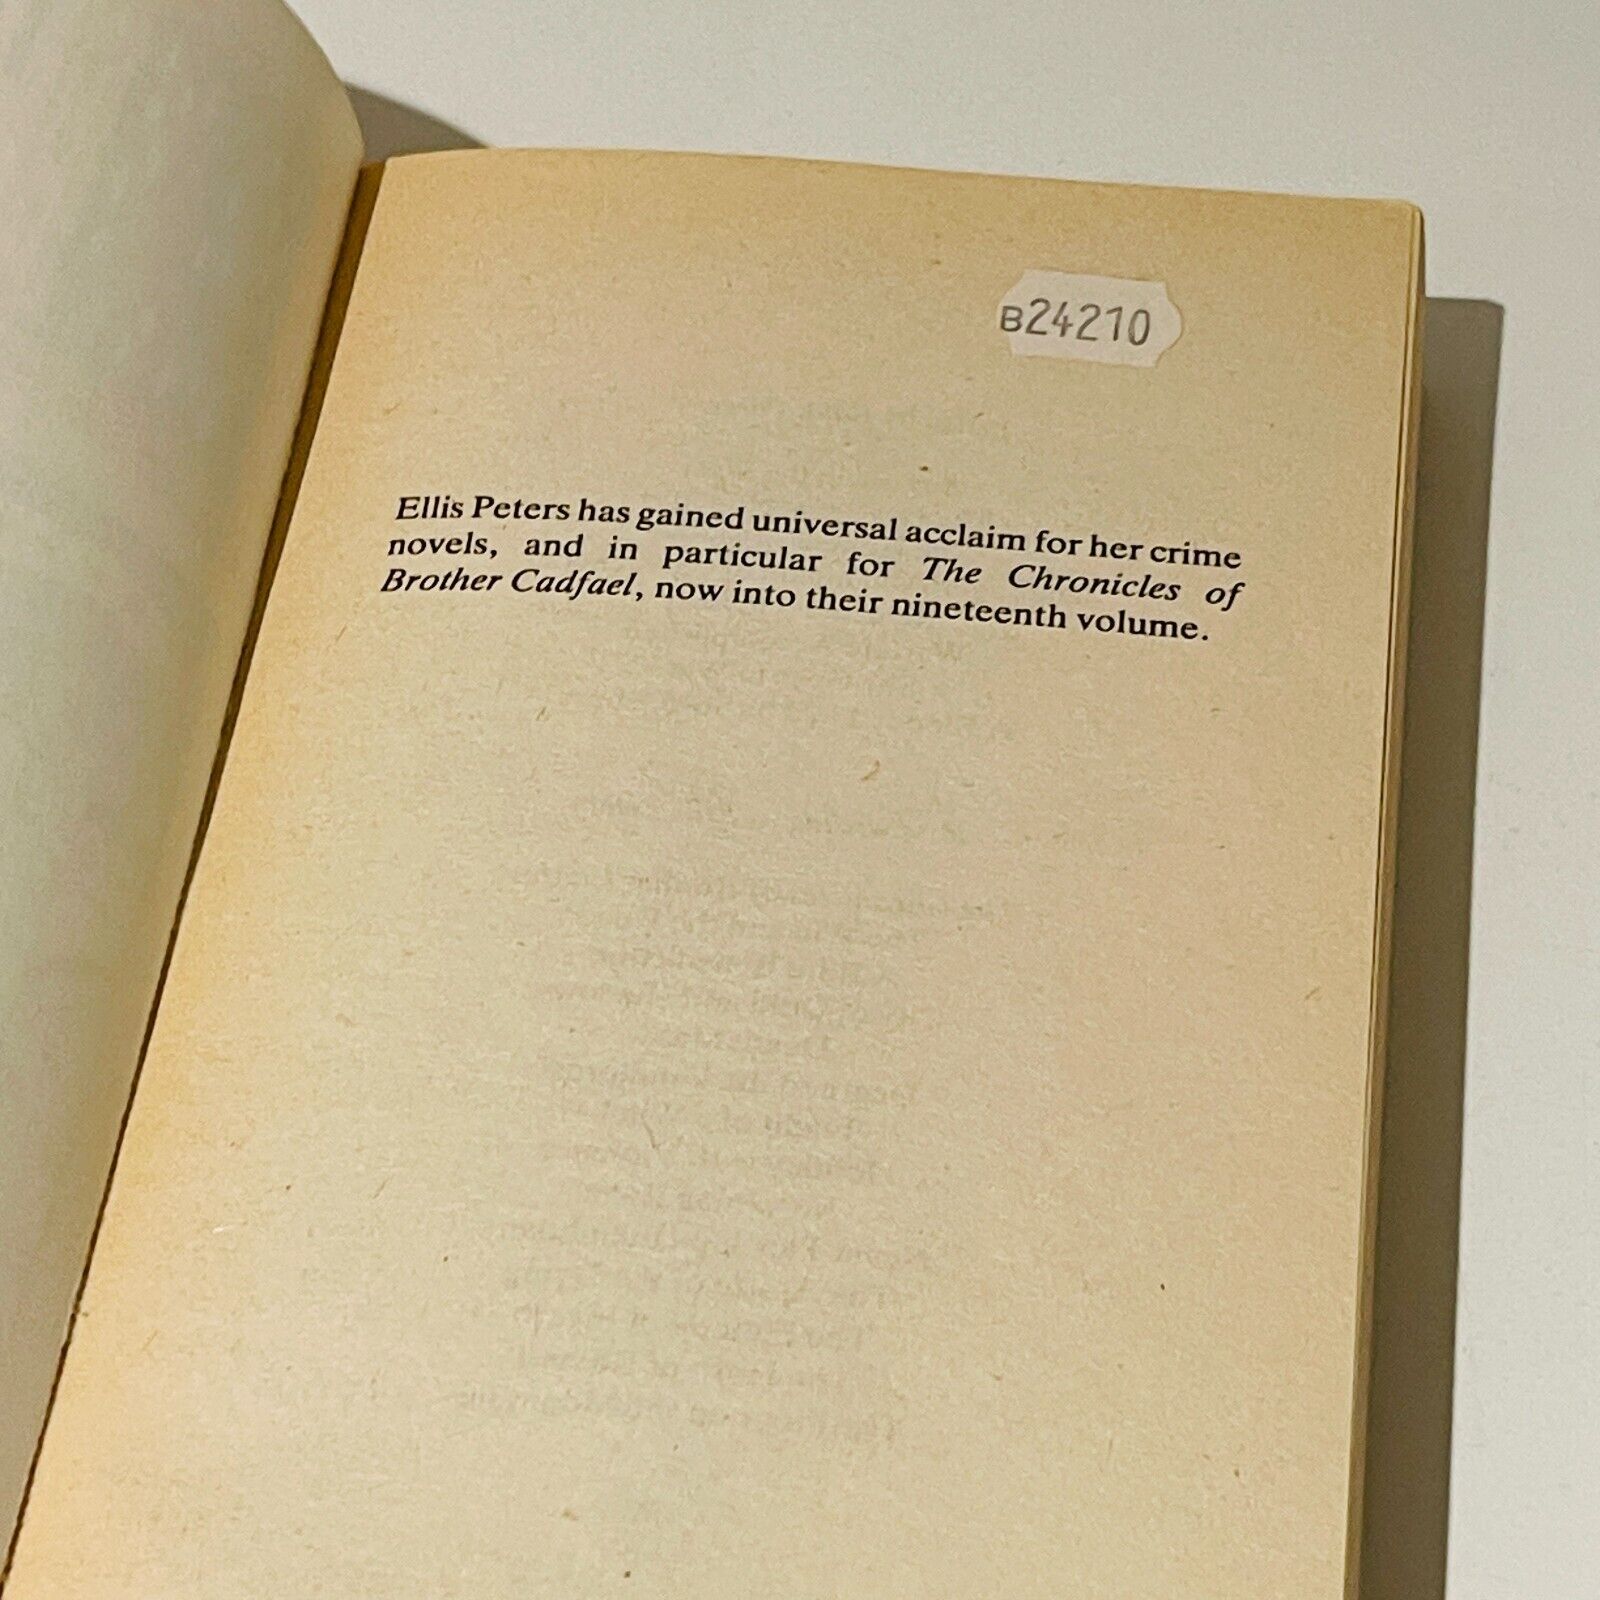 B24210
Ellis Peters has gained universal acclaim for her crime
novels, and in particular for The Chronicles of
Brother Cadfael, now into their nineteenth volume.